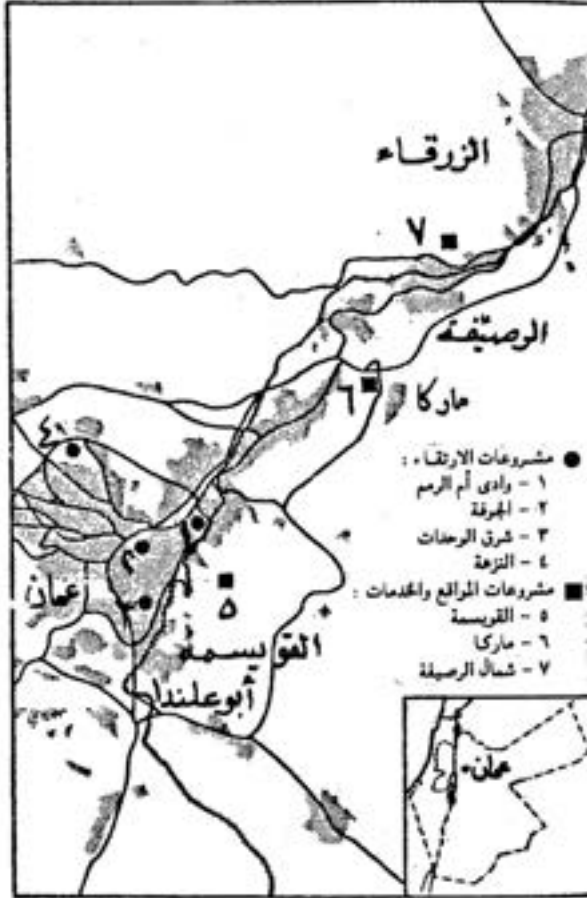 الزرقاء
٧
الرصيفة
٦
ماركا
٤
● مشروعات الارتقاء :
١ - وادى أم الرمم
٢ - الجوفة
٣ - شرق الوحدات
٤ - النزهة
■ مشروعات المواقع والخدمات :
٥ - القويسمة
٦ - ماركا
٧ - شمال الرصيفة
١
٢
عمان
٣
٥
القويسمة
أبوعلندا
عمان